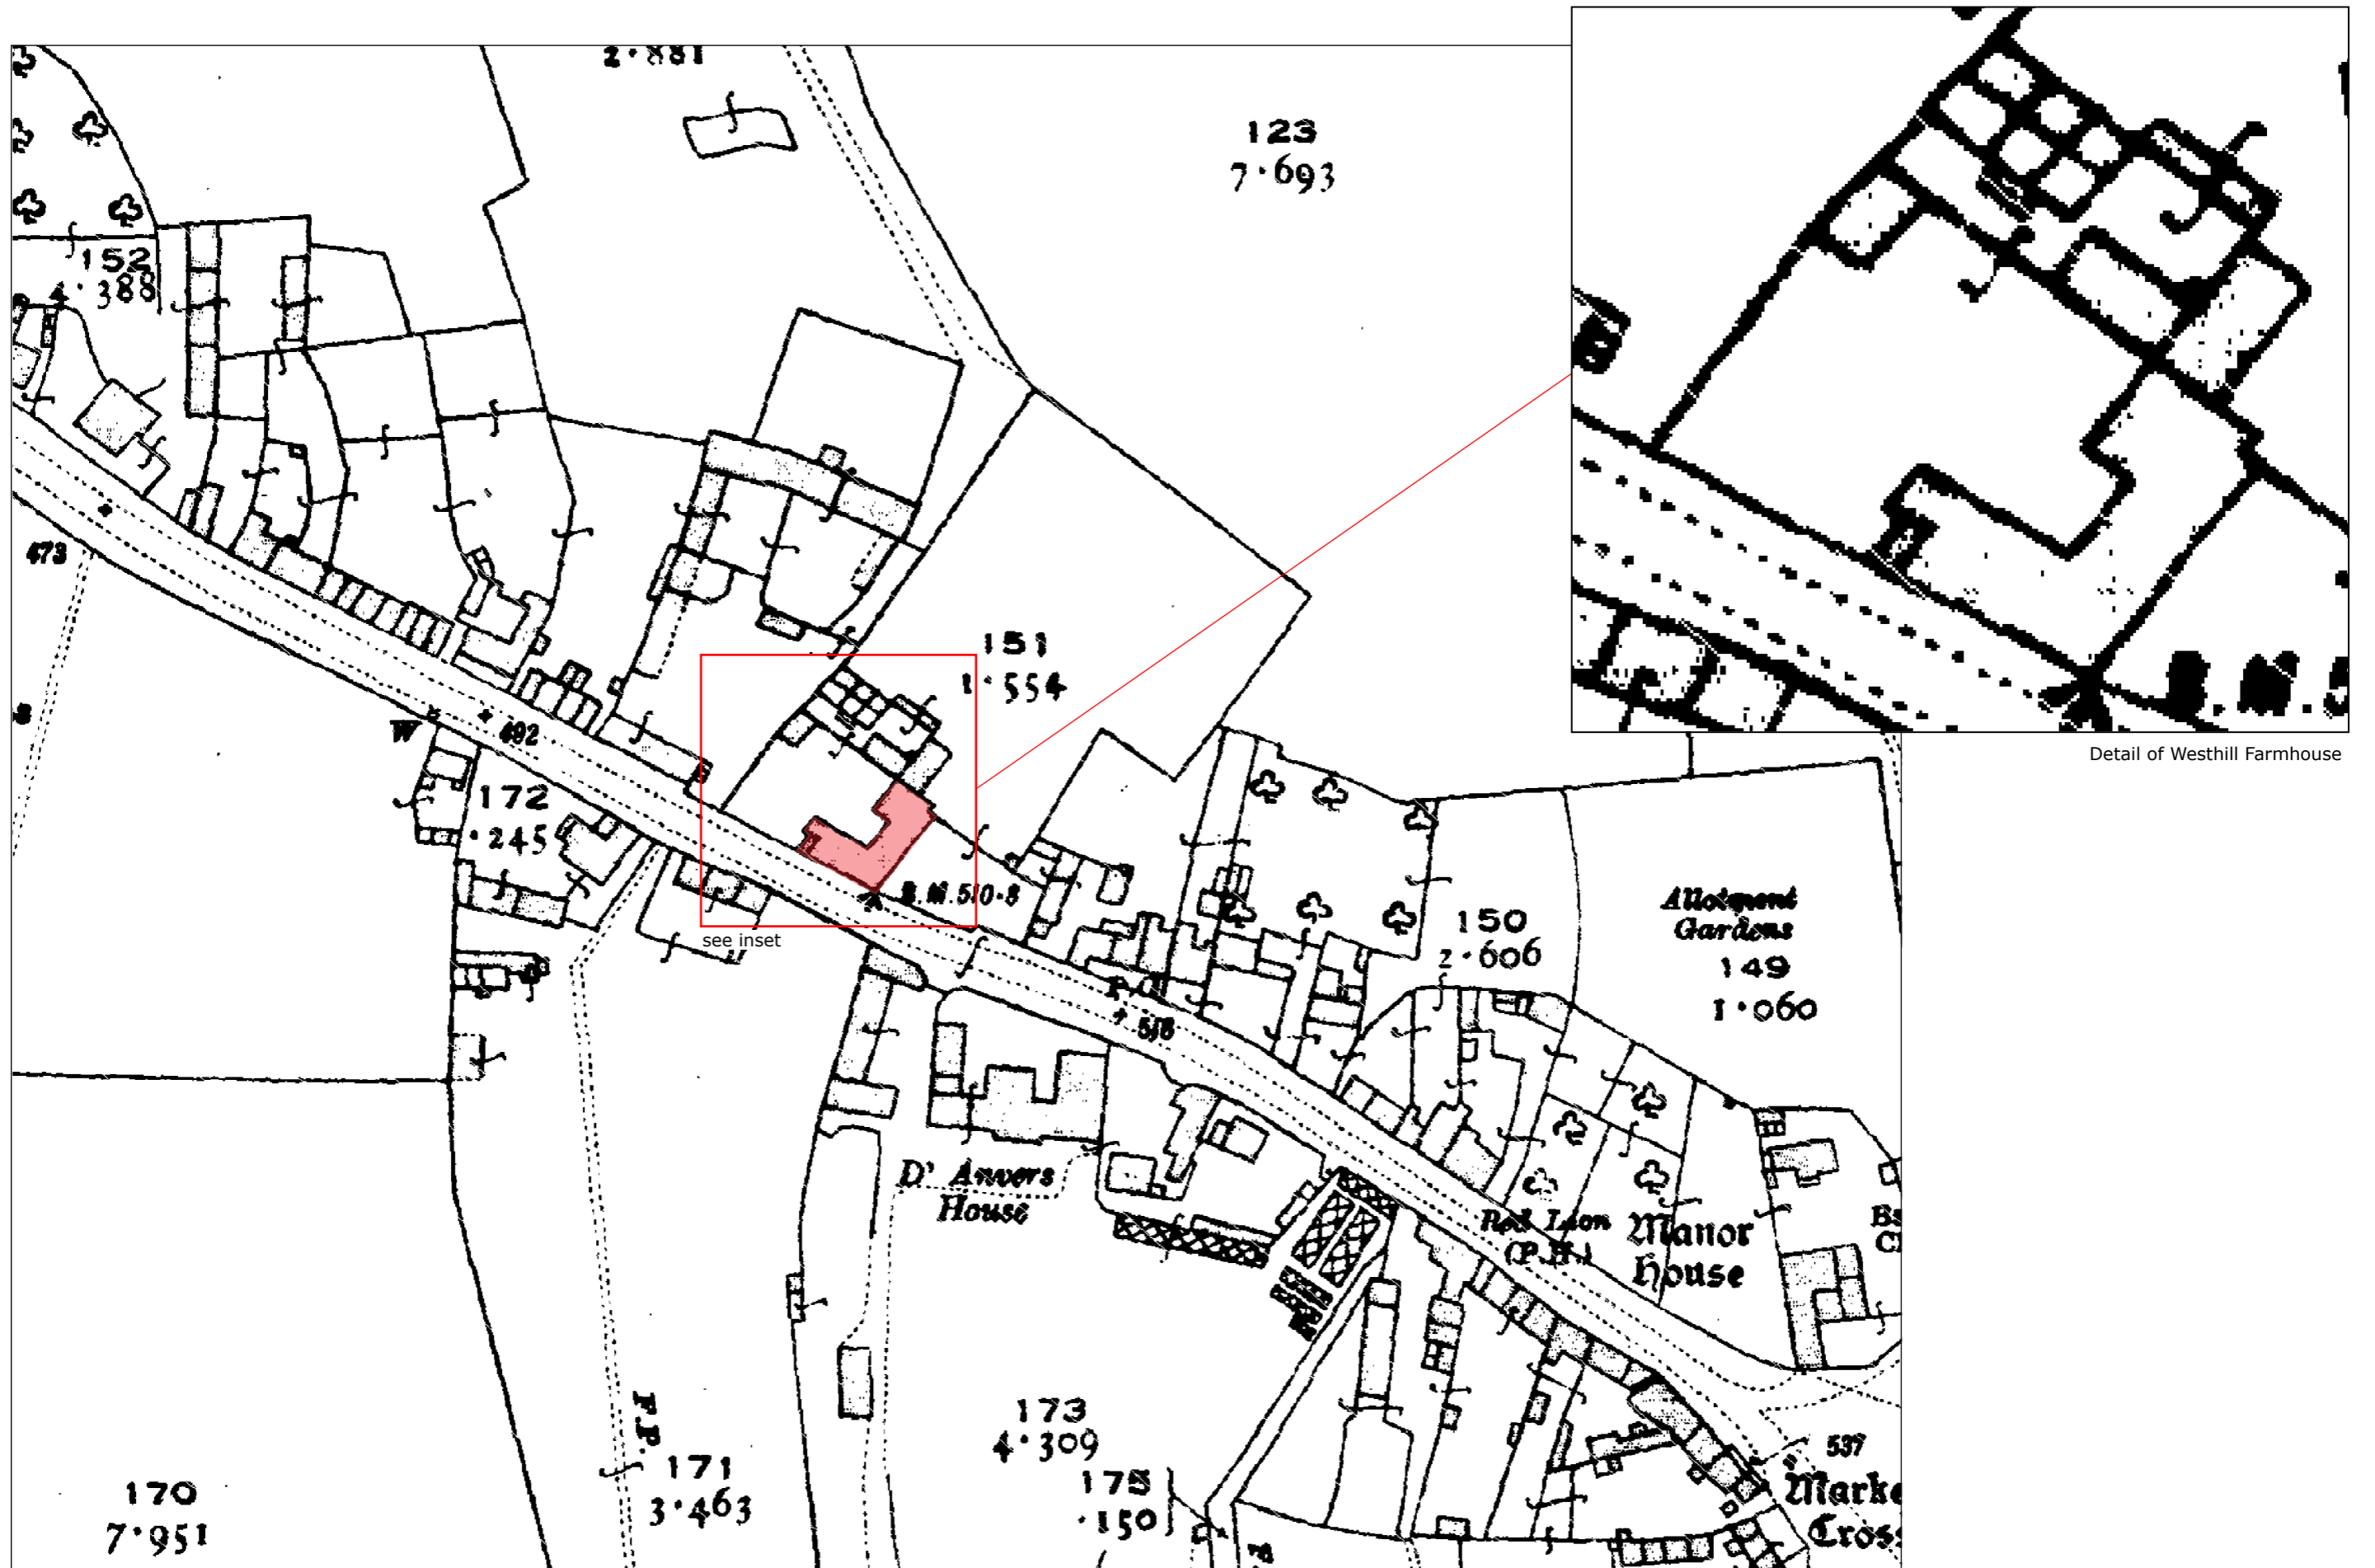 2·881
123
7·693
152
4·388
473
151
1·554
W
492
172
·245
B.M.510·8
see inset
Detail of Westhill Farmhouse
150
2·606
Allotment
Gardens
149
1·060
P
518
D' Anvers
House
Red Lion
(P.H.)
Manor
House
F.P.
171
3·463
173
4·309
175
·150
170
7·951
537
Marke
Cros